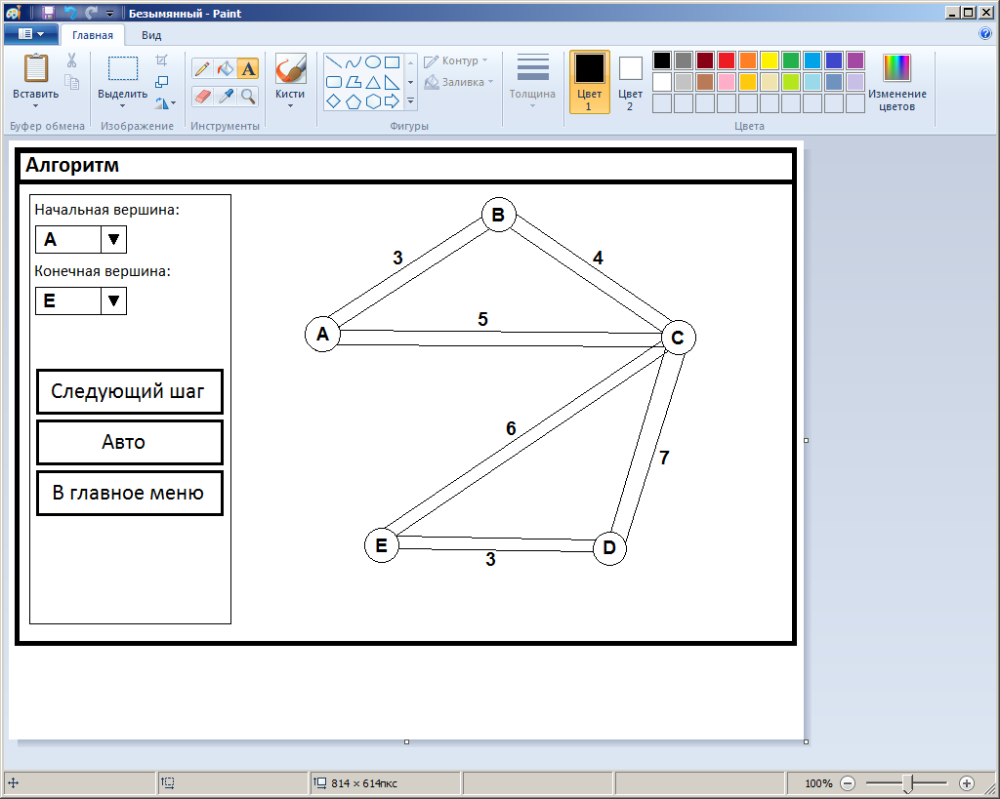 Безымянный - Paint
Главная Вид
Вставить
Выделить
A
Кисти
Контур
Заливка
Толщина
Цвет 1
Цвет 2
Изменение цветов
Буфер обмена Изображение Инструменты Фигуры Цвета
Алгоритм
Начальная вершина:
A
Конечная вершина:
E
Следующий шаг
Авто
В главное меню
B
3
4
5
A
C
6
7
E
D
3
814 × 614пкс
100%